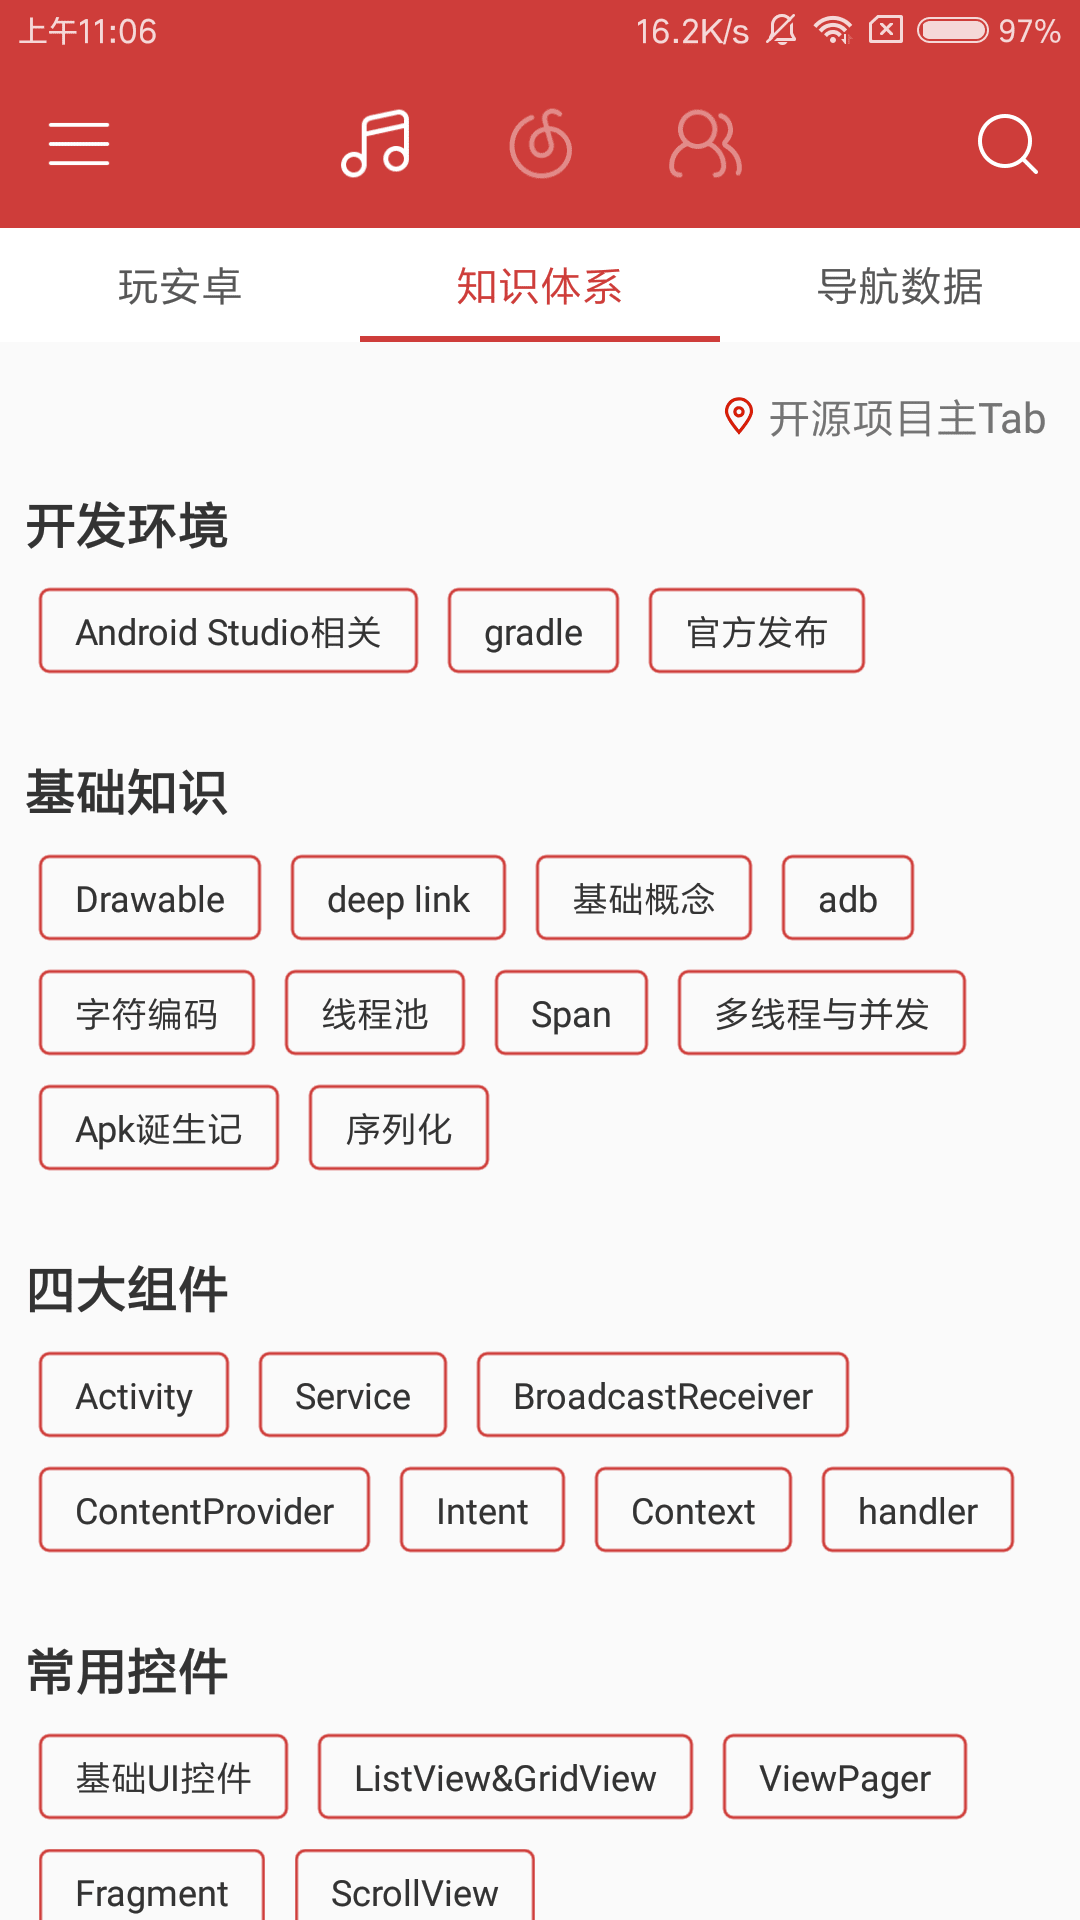 上午11:06 16.2K/s 97%
玩安卓 知识体系 导航数据
开源项目主Tab
开发环境
Android Studio相关 gradle 官方发布
基础知识
Drawable deep link 基础概念 adb
字符编码 线程池 Span 多线程与并发
Apk诞生记 序列化
四大组件
Activity Service BroadcastReceiver
ContentProvider Intent Context handler
常用控件
基础UI控件 ListView&GridView ViewPager
Fragment ScrollView